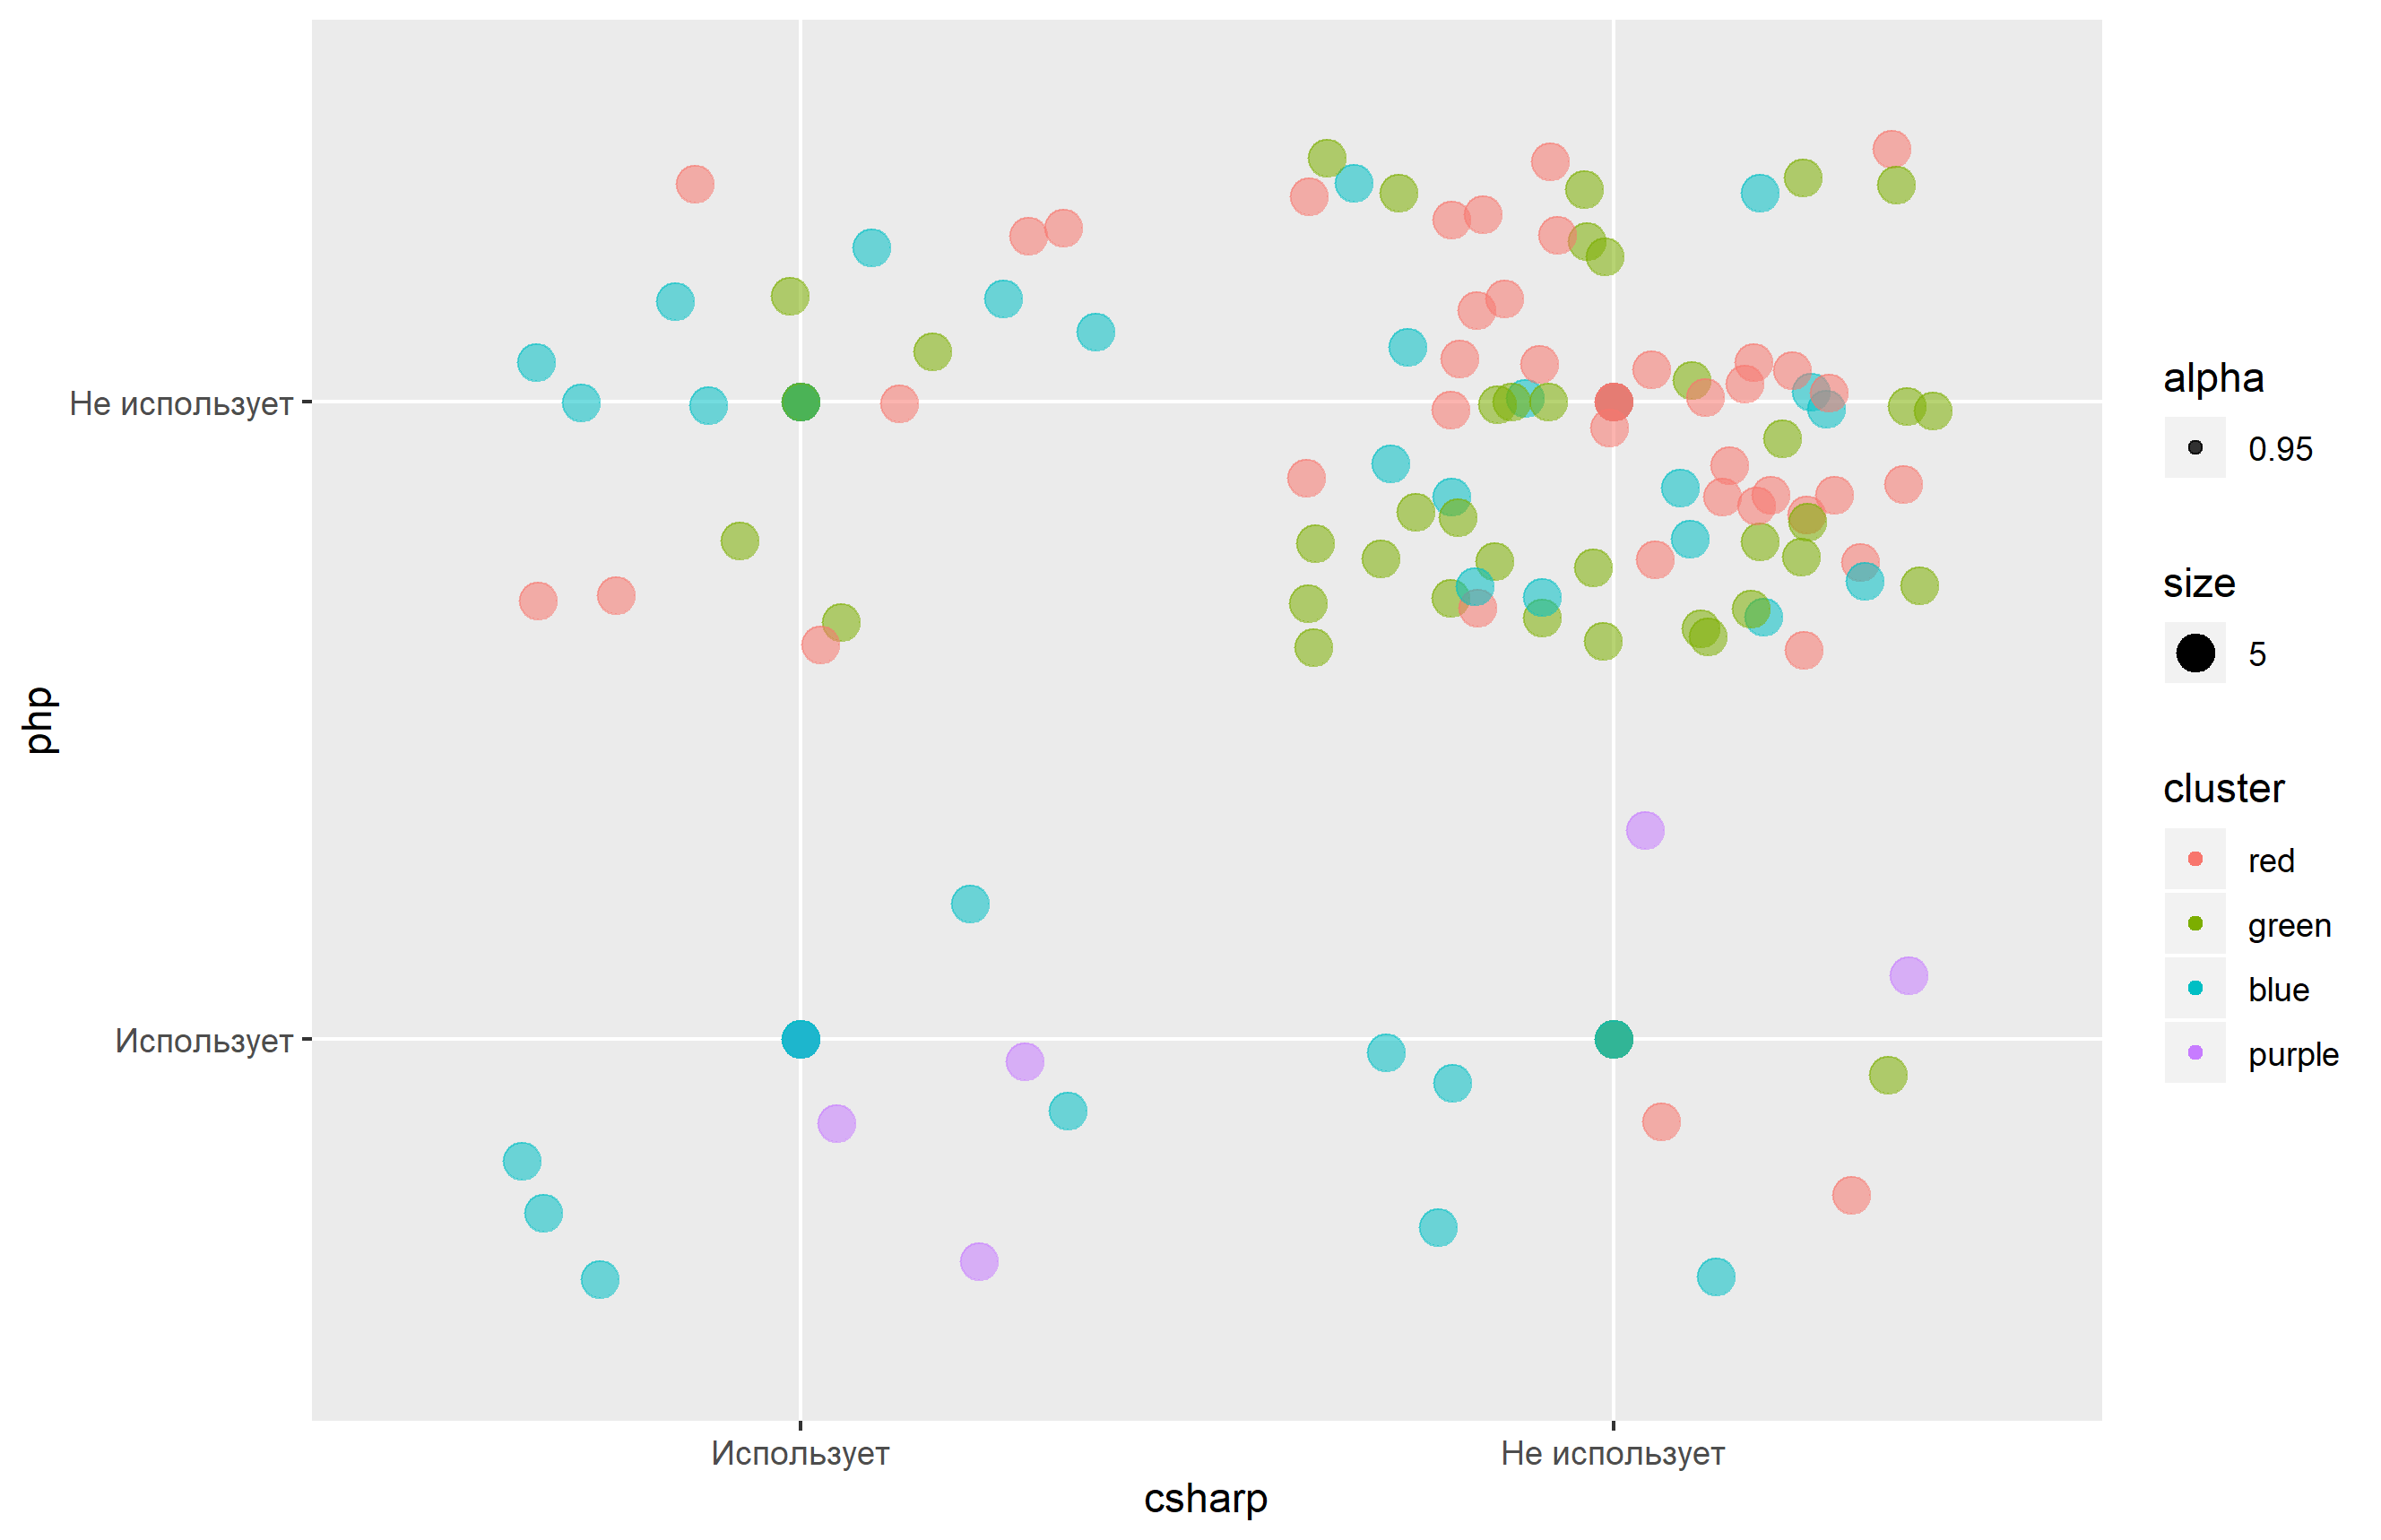 Не использует
Использует
php
Использует
Не использует
csharp
alpha
0.95
size
5
cluster
red
green
blue
purple